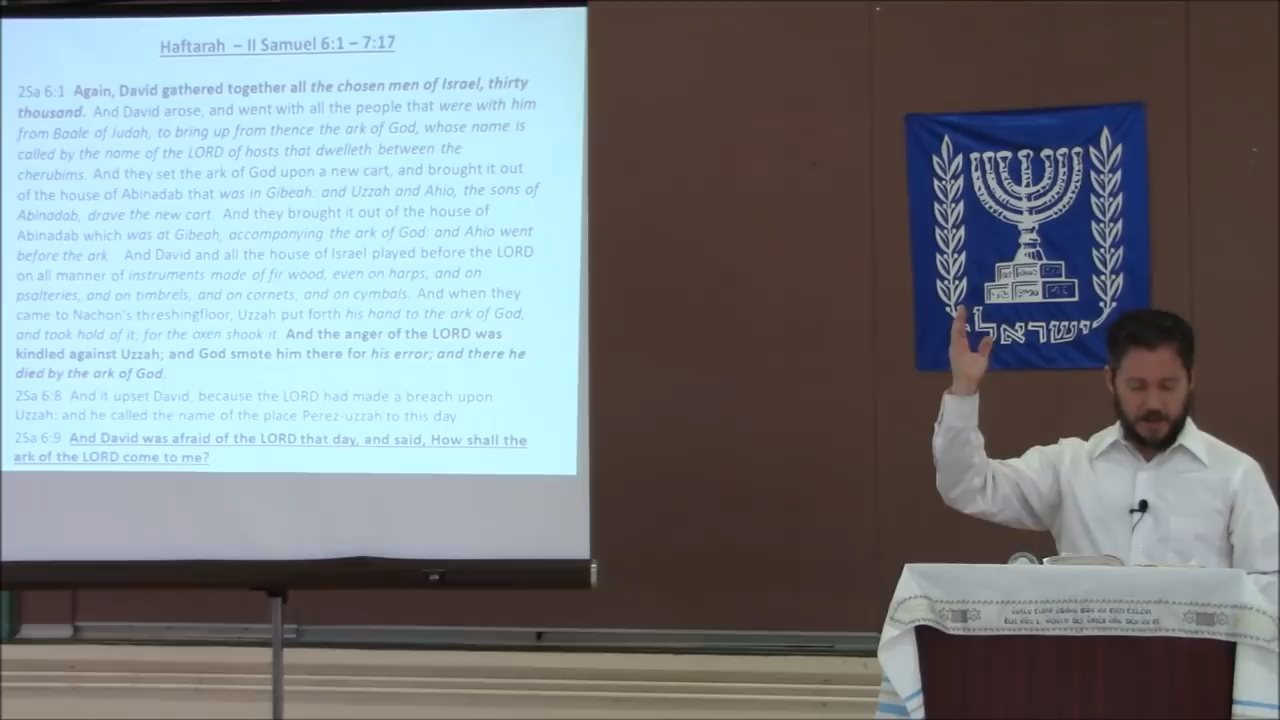 Haftarah – II Samuel 6:1 – 7:17
2Sa 6:1 Again, David gathered together all the chosen men of Israel, thirty
thousand. And David arose, and went with all the people that were with him
from Baale of Judah, to bring up from thence the ark of God, whose name is
called by the name of the LORD of hosts that dwelleth between the
cherubims. And they set the ark of God upon a new cart, and brought it out
of the house of Abinadab that was in Gibeah: and Uzzah and Ahio, the sons of
Abinadab, drave the new cart. And they brought it out of the house of
Abinadab which was at Gibeah, accompanying the ark of God: and Ahio went
before the ark. And David and all the house of Israel played before the LORD
on all manner of instruments made of fir wood, even on harps, and on
psalteries, and on timbrels, and on cornets, and on cymbals. And when they
came to Nachon's threshingfloor, Uzzah put forth his hand to the ark of God,
and took hold of it; for the oxen shook it. And the anger of the LORD was
kindled against Uzzah; and God smote him there for his error; and there he
died by the ark of God.
2Sa 6:8 And it upset David, because the LORD had made a breach upon
Uzzah: and he called the name of the place Perez-uzzah to this day
2Sa 6:9 And David was afraid of the LORD that day, and said, How shall the
ark of the LORD come to me?
ישראל